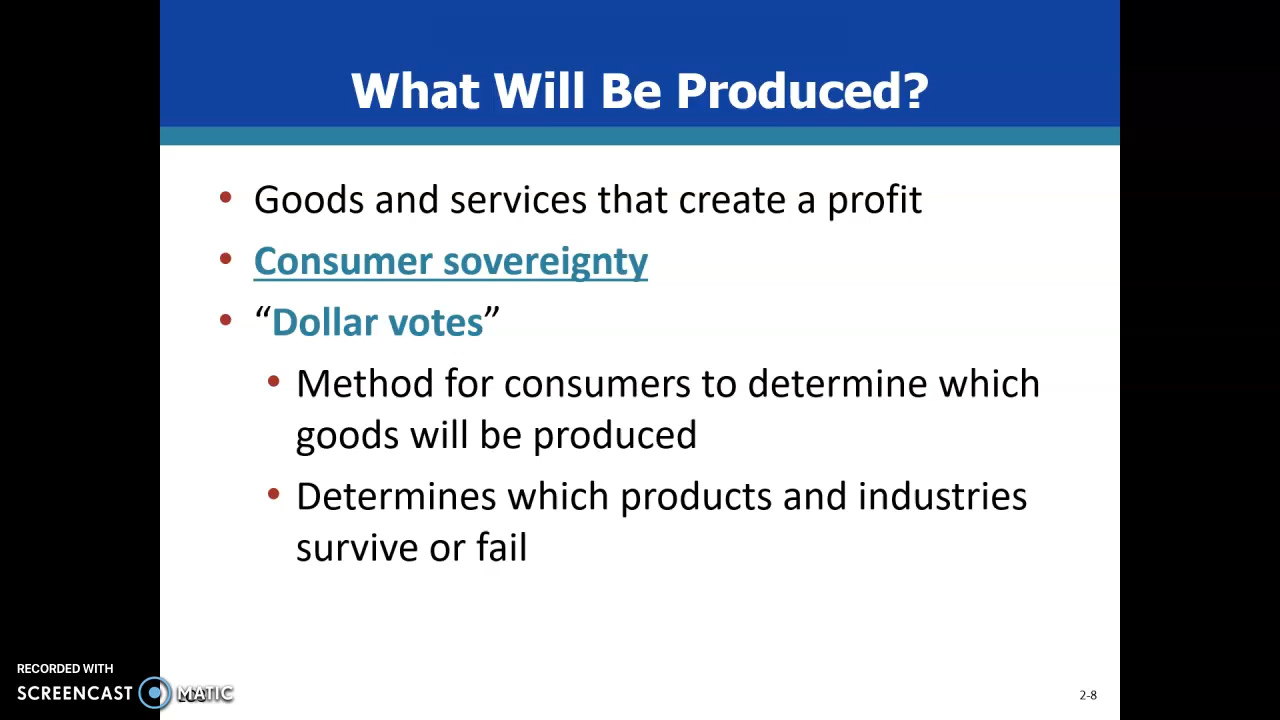 What Will Be Produced?
• Goods and services that create a profit
• Consumer sovereignty
• “Dollar votes”
• Method for consumers to determine which
goods will be produced
• Determines which products and industries
survive or fail
RECORDED WITH
SCREENCAST MATIC
2-8